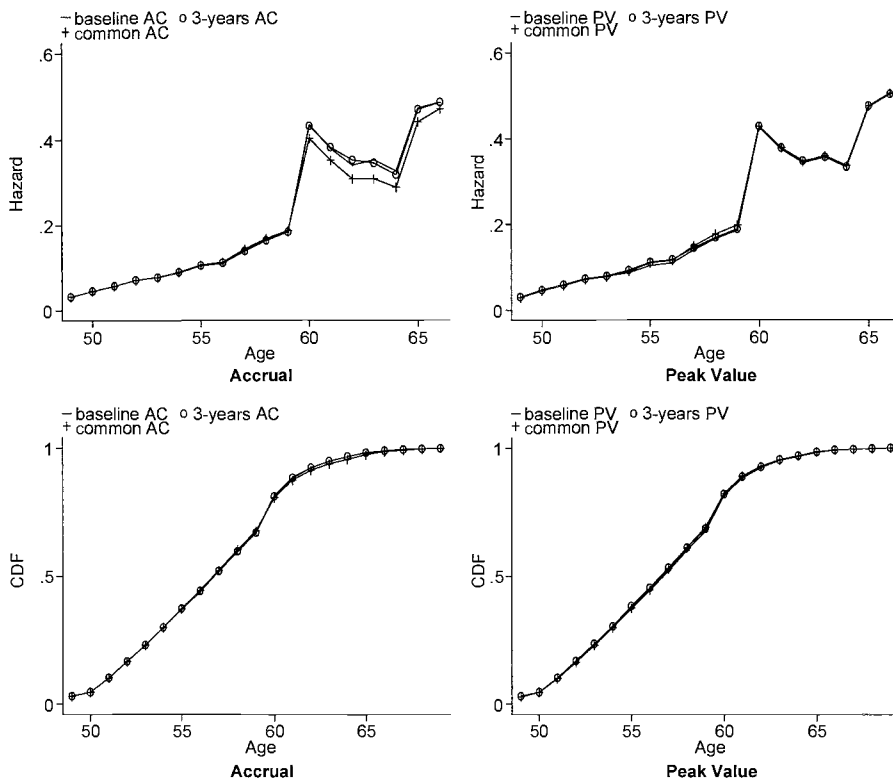 — baseline AC o 3-years AC
+ common AC
.6
.4
.2
0
Hazard
50 55 60 65
Age
Accrual
— baseline PV o 3-years PV
+ common PV
.6
.4
.2
0
Hazard
50 55 60 65
Age
Peak Value
— baseline AC o 3-years AC
+ common AC
1
.5
0
CDF
50 55 60 65
Age
Accrual
— baseline PV o 3-years PV
+ common PV
1
.5
0
CDF
50 55 60 65
Age
Peak Value